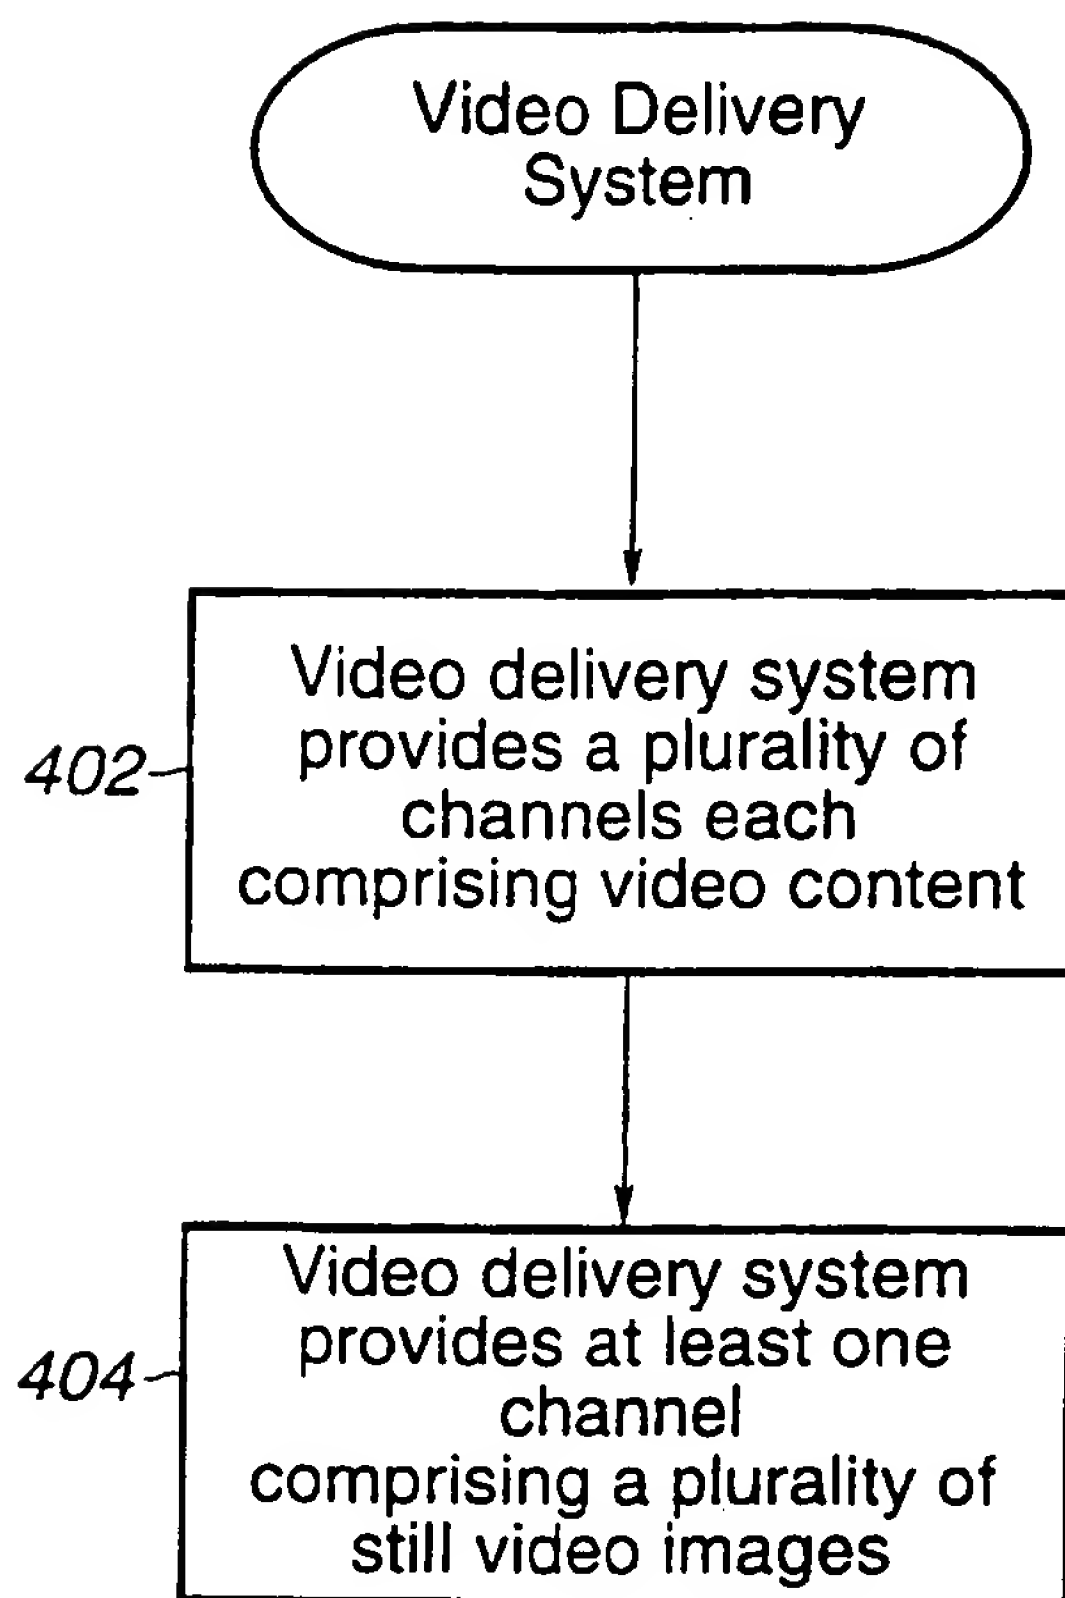 Video Delivery
System
Video delivery system
provides a plurality of
channels each
comprising video content
402
Video delivery system
provides at least one
channel
comprising a plurality of
still video images
404